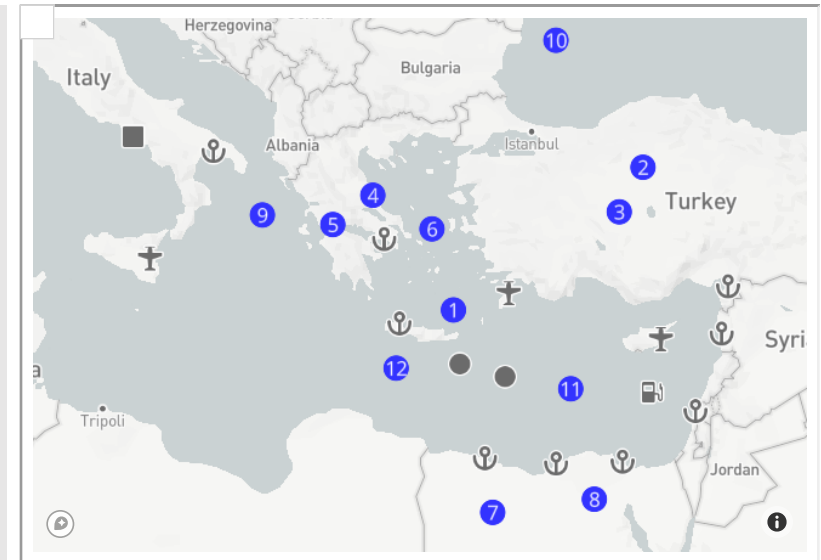 Herzegovina
10
Italy
Bulgaria
Albania
Istanbul
2
4
3
Turkey
9
5
6
1
Syri
12
11
a
Tripoli
Jordan
8
7
i